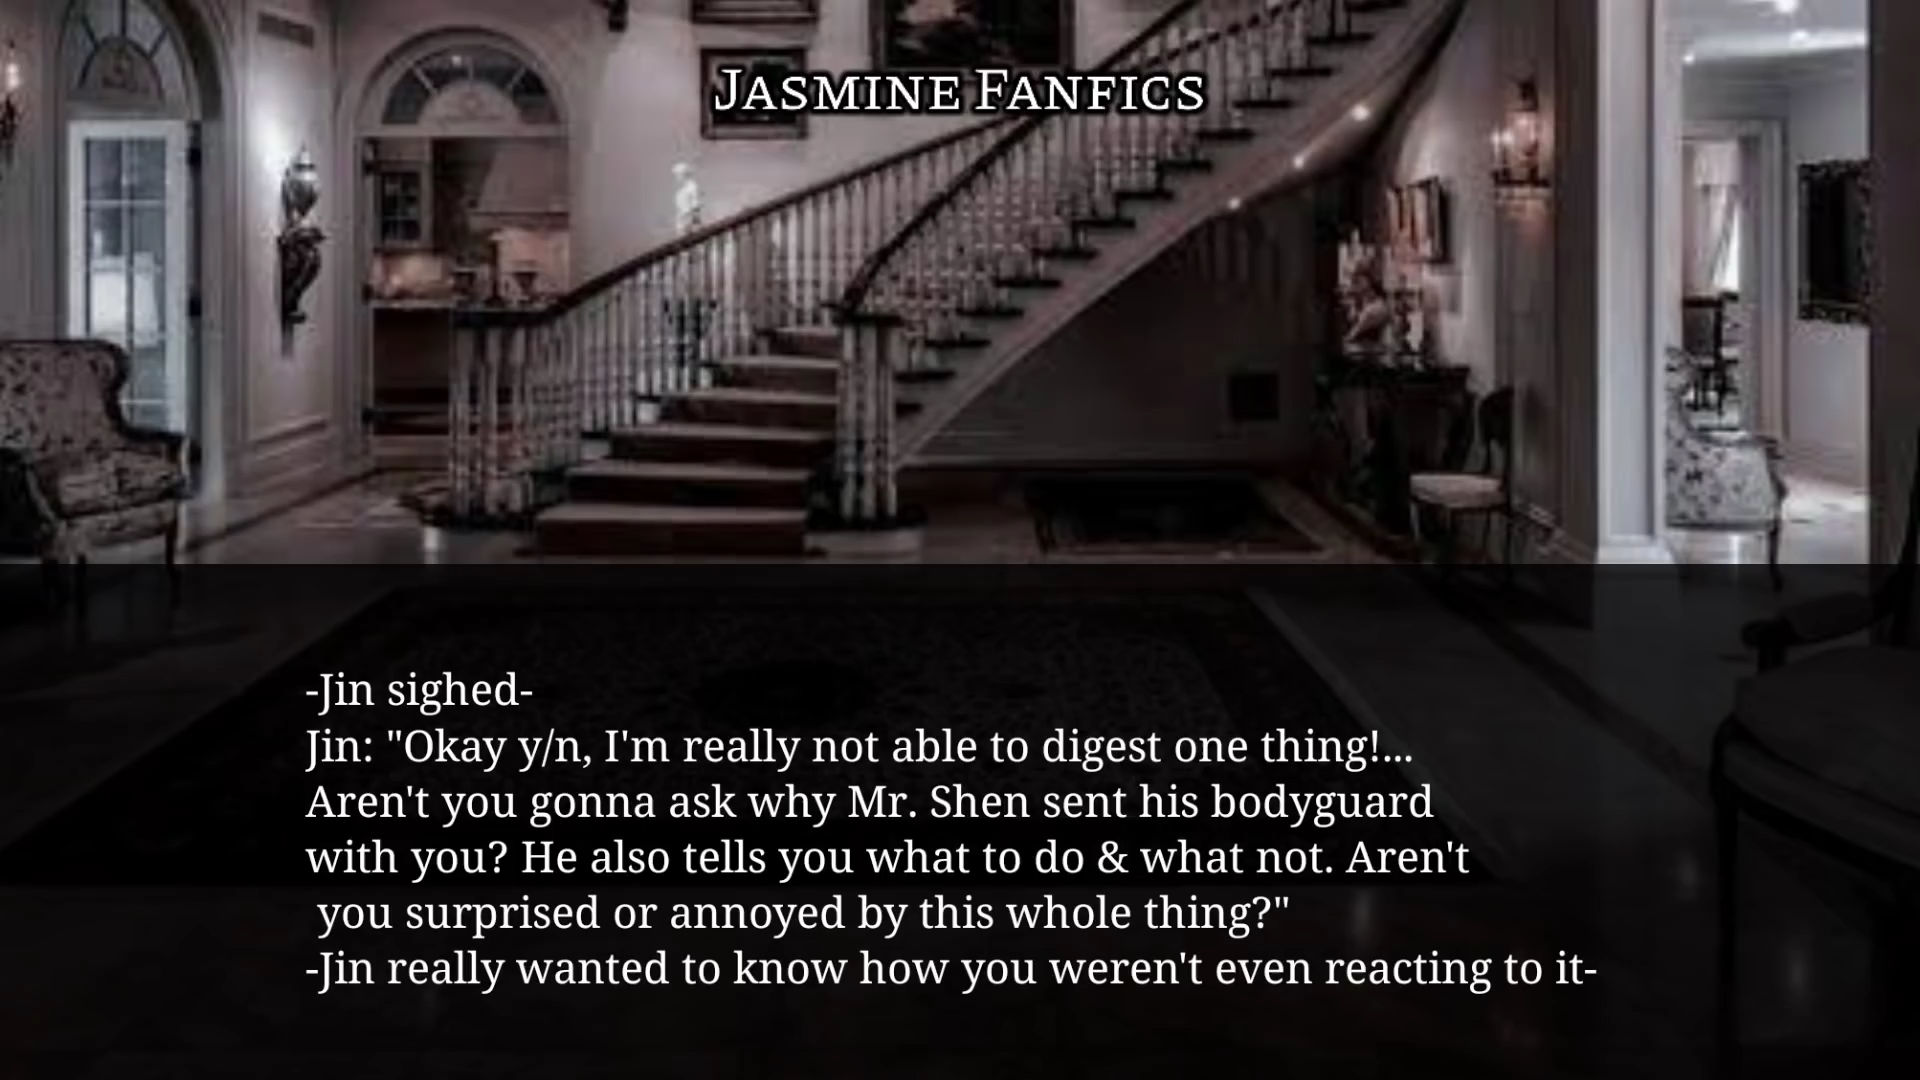 Jasmine Fanfics
-Jin sighed-
Jin: "Okay y/n, I'm really not able to digest one thing!...
Aren't you gonna ask why Mr. Shen sent his bodyguard
with you? He also tells you what to do & what not. Aren't
you surprised or annoyed by this whole thing?"
-Jin really wanted to know how you weren't even reacting to it-